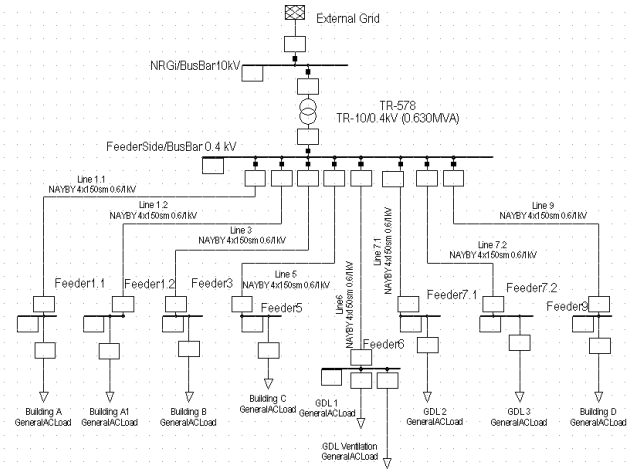 External Grid
NRGi/BusBar10kV
TR-578
TR-10/0.4kV (0.630MVA)
FeederSide/BusBar 0.4 kV
Line 1.1
NAYBY 4x150sm 0.6/1kV
Line 1.2
NAYBY 4x150sm 0.6/1kV
Line 3
NAYBY 4x150sm 0.6/1kV
Line 5
NAYBY 4x150sm 0.6/1kV
Line6
NAYBY 4x150sm 0.6/1kV
Line 7.1
NAYBY 4x150sm 0.6/1kV
Line 7.2
NAYBY 4x150sm 0.6/1kV
Line 9
NAYBY 4x150sm 0.6/1kV
Feeder1.1
Feeder1.2
Feeder3
Feeder5
Feeder6
Feeder7.1
Feeder7.2
Feeder9
Building A
GeneralACLoad
Building A1
GeneralACLoad
Building B
GeneralACLoad
Building C
GeneralACLoad
GDL 1
GeneralACLoad
GDL Ventilation
GeneralACLoad
GDL 2
GeneralACLoad
GDL 3
GeneralACLoad
Building D
GeneralACLoad